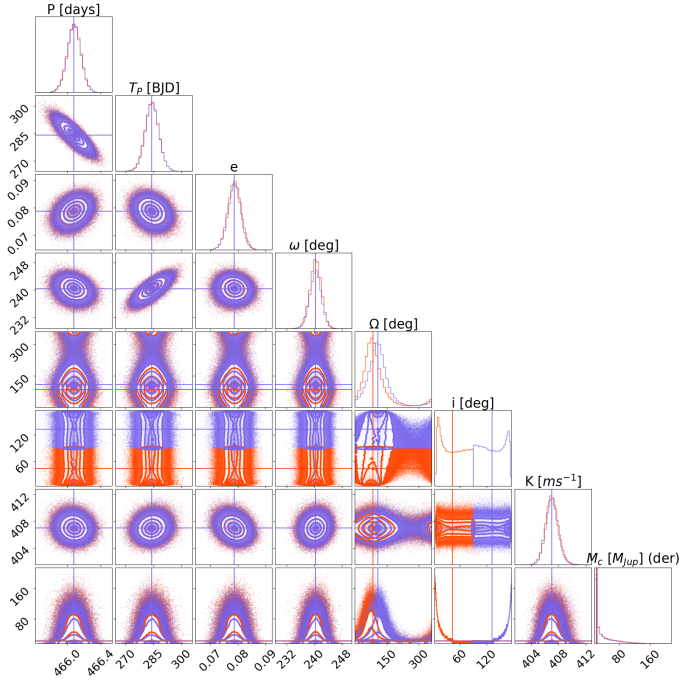 P [days]
T_P [BJD]
300
285
270
e
0.09
0.08
0.07
ω [deg]
248
240
232
Ω [deg]
300
150
i [deg]
120
60
K [ms⁻¹]
412
408
404
M_c [M_Jup] (der)
160
80
466.0 466.4 270 285 300 0.07 0.08 0.09 232 240 248 150 300 60 120 404 408 412 80 160